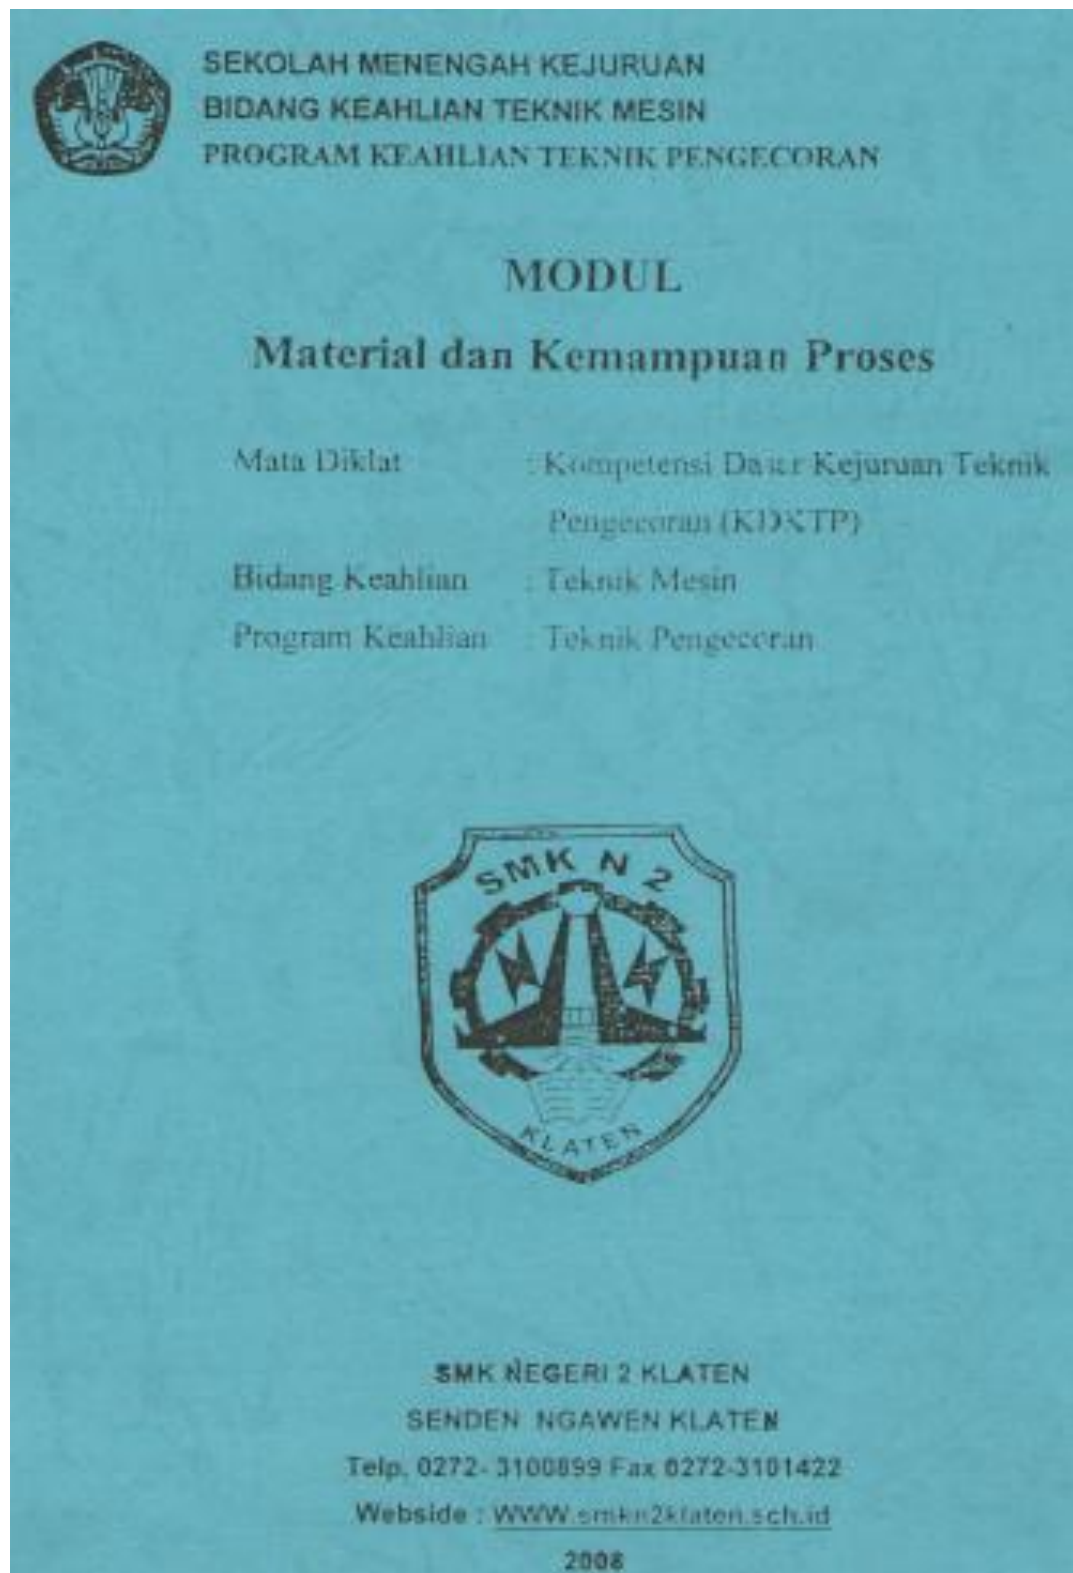 SEKOLAH MENENGAH KEJURUAN
BIDANG KEAHLIAN TEKNIK MESIN
PROGRAM KEAHLIAN TEKNIK PENGECORAN
MODUL
Material dan Kemampuan Proses
Mata Diklat : Kompetensi Dasar Kejuruan Teknik
Pengecoran (KDKTP)
Bidang Keahlian : Teknik Mesin
Program Keahlian : Teknik Pengecoran
SMK N 2
KLATEN
SMK NEGERI 2 KLATEN
SENDEN NGAWEN KLATEN
Telp. 0272- 3100899 Fax 0272-3101422
Webside : WWW.smkn2klaten.sch.id
2008